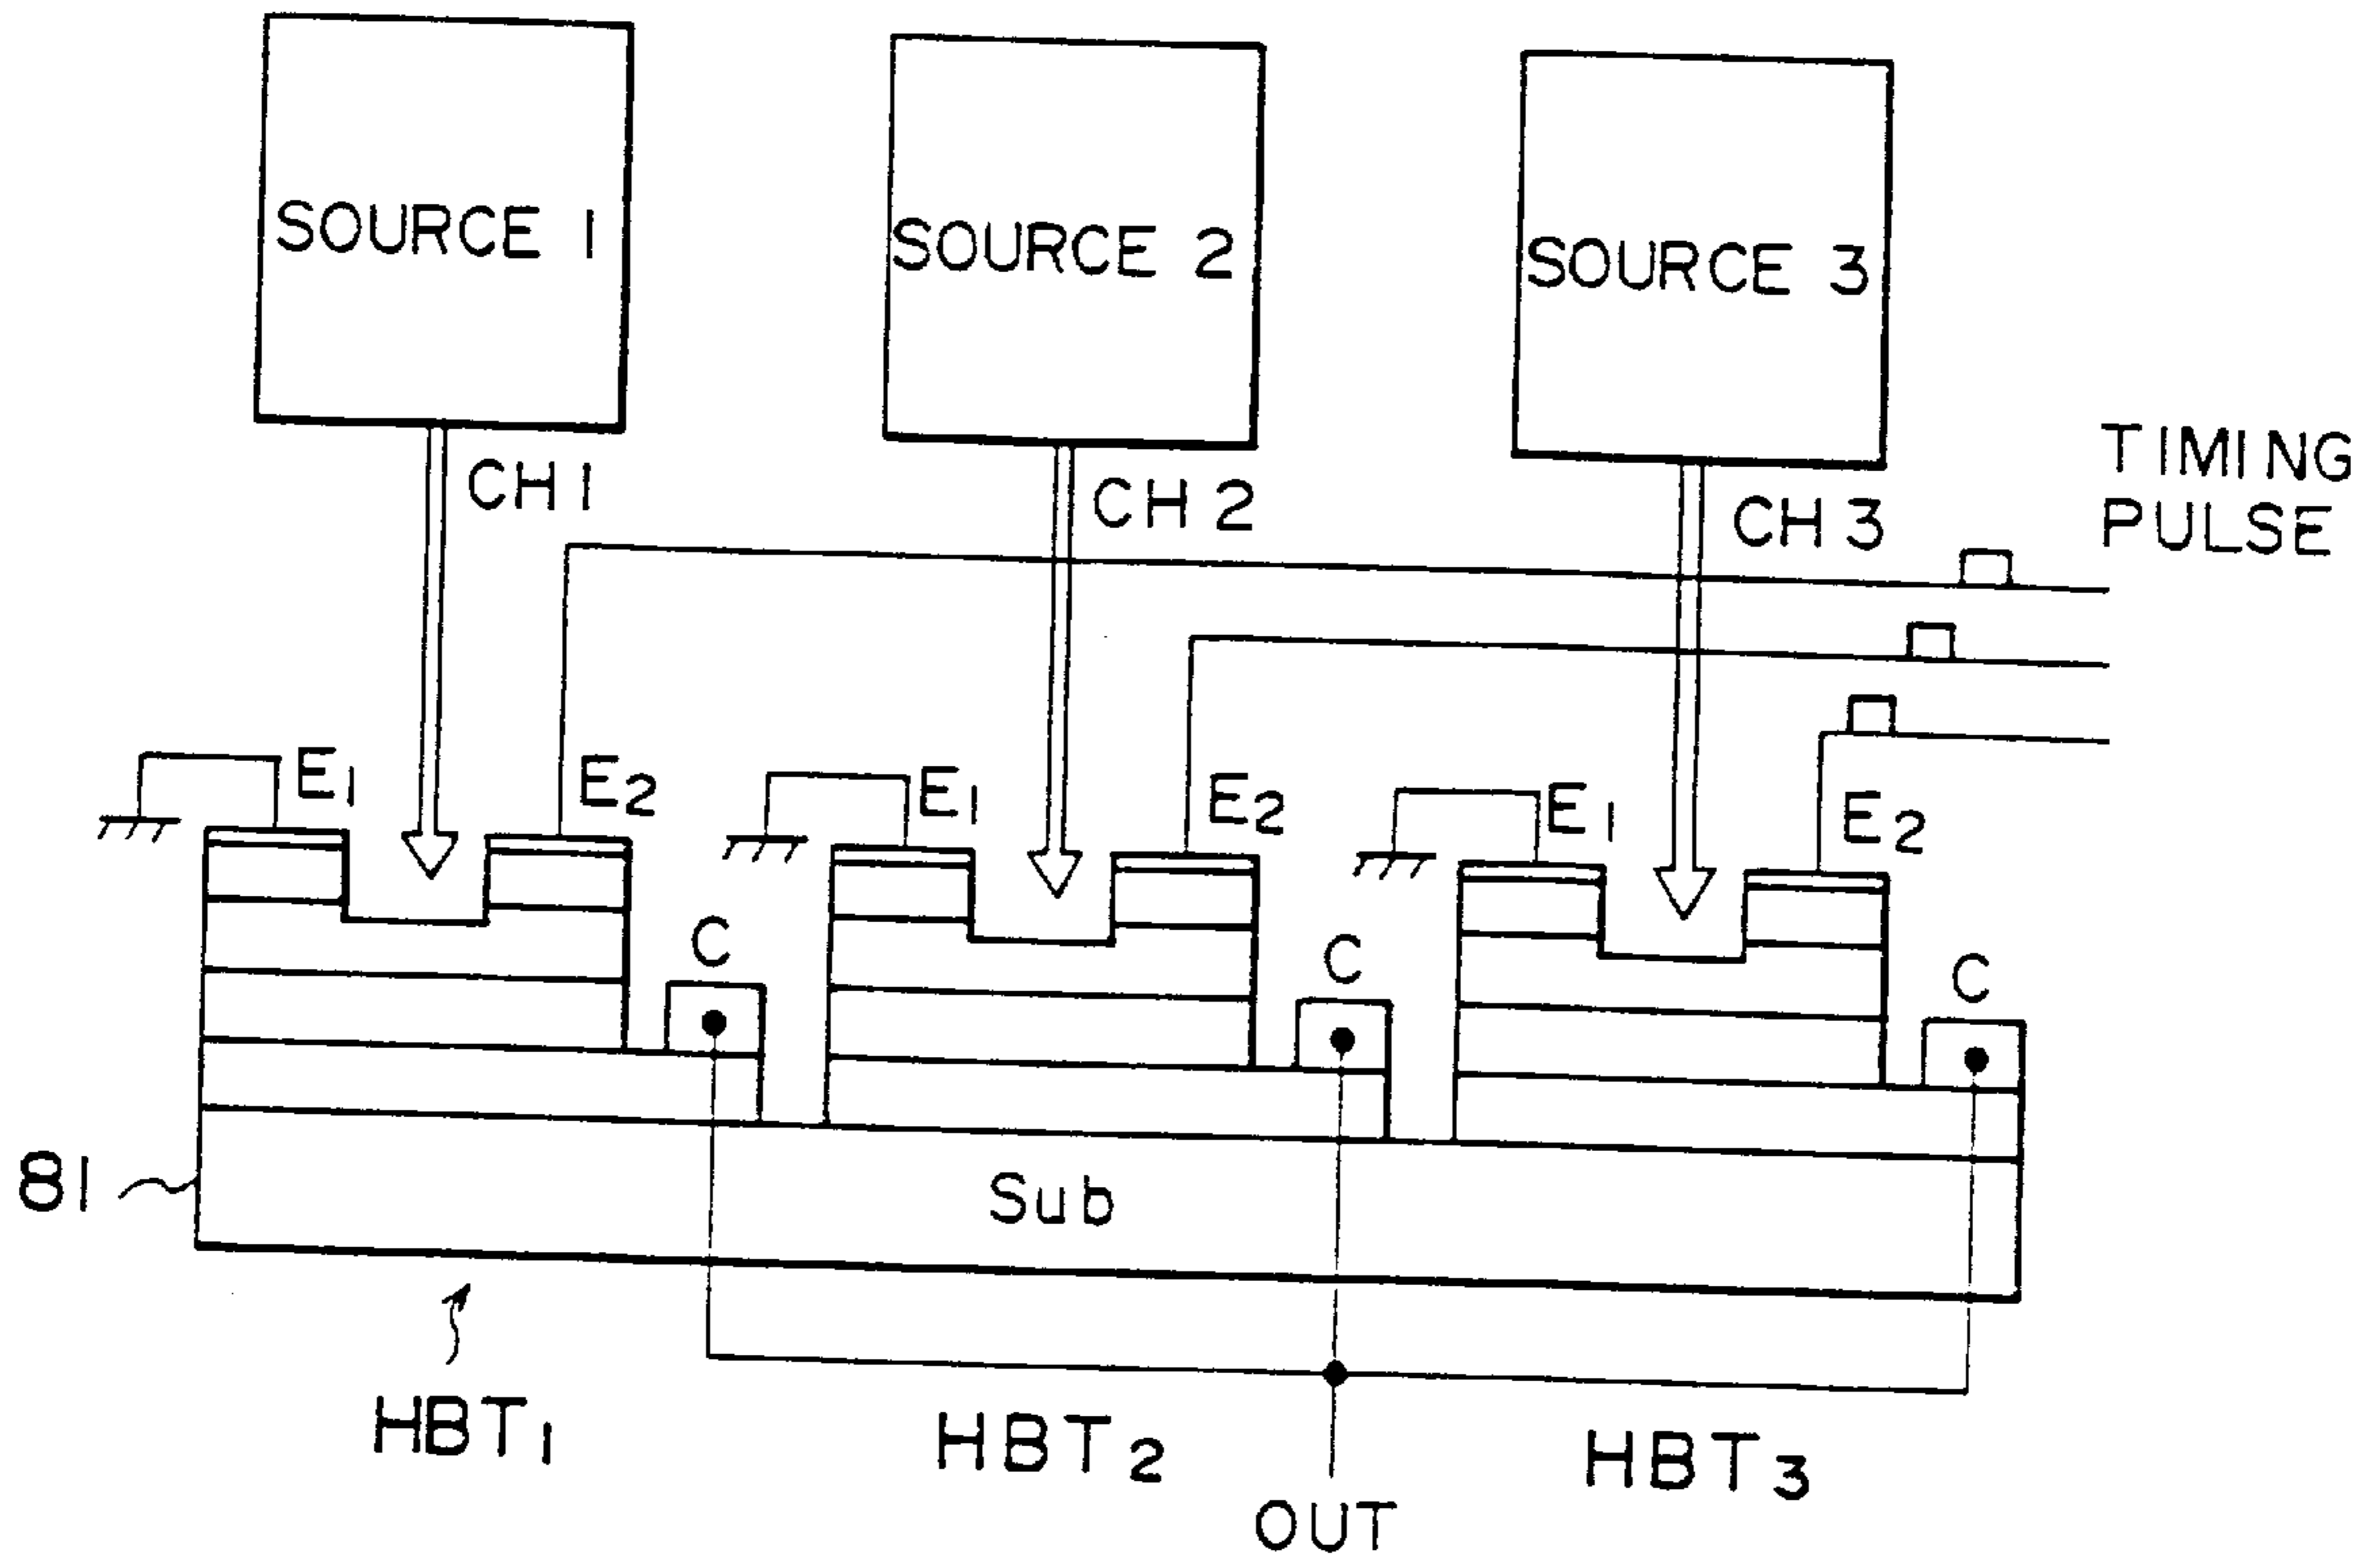 SOURCE 1
SOURCE 2
SOURCE 3
CH1
CH2
CH3
TIMING
PULSE
E1
E2
E1
E2
E1
E2
C
C
C
81
Sub
HBT1
HBT2
HBT3
OUT